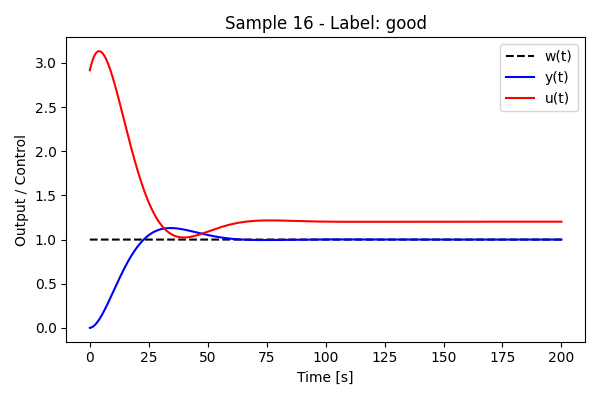 Sample 16 - Label: good
w(t)
y(t)
u(t)
Output / Control
3.0
2.5
2.0
1.5
1.0
0.5
0.0
0 25 50 75 100 125 150 175 200
Time [s]